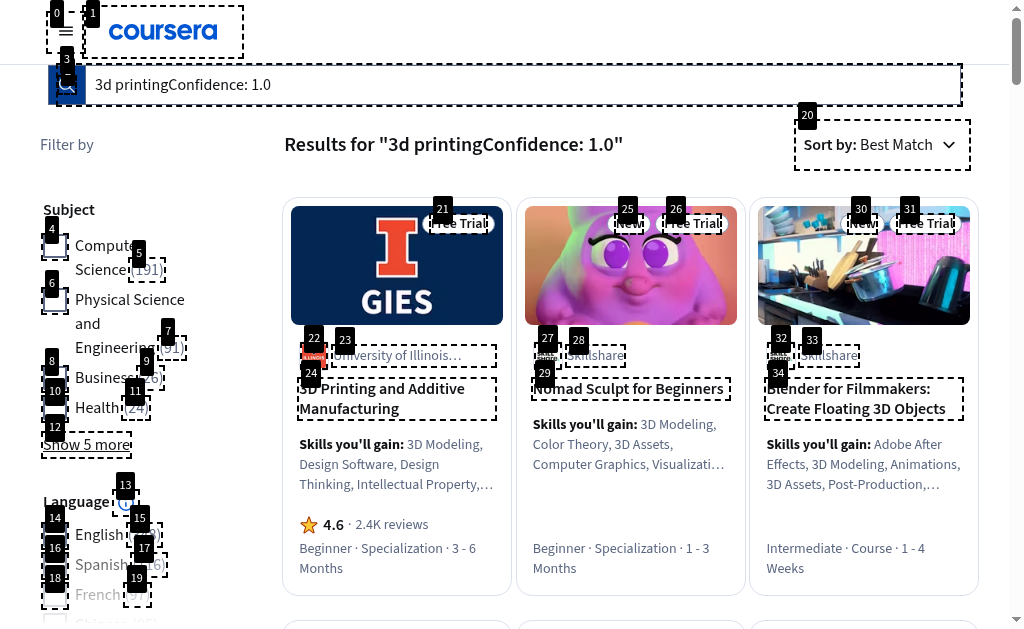 0
1
coursera
3
3d printingConfidence: 1.0
20
Filter by
Results for "3d printingConfidence: 1.0"
Sort by: Best Match
Subject
4
Compute
5
Science (191)
6
Physical Science
and
7
Engineering (91)
8
9
Business
10
11
Health (24)
12
Show 5 more
13
Language
14
15
English
16
17
Spanish
18
19
French
21
Free Trial
GIES
22
23
University of Illinois…
24
3D Printing and Additive
Manufacturing
Skills you'll gain: 3D Modeling,
Design Software, Design
Thinking, Intellectual Property,…
4.6 · 2.4K reviews
Beginner · Specialization · 3 - 6
Months
25
26
New
Free Trial
27
28
Skillshare
29
Nomad Sculpt for Beginners
Skills you'll gain: 3D Modeling,
Color Theory, 3D Assets,
Computer Graphics, Visualizati…
Beginner · Specialization · 1 - 3
Months
30
31
New
Free Trial
32
33
Skillshare
34
Blender for Filmmakers:
Create Floating 3D Objects
Skills you'll gain: Adobe After
Effects, 3D Modeling, Animations,
3D Assets, Post-Production,…
Intermediate · Course · 1 - 4
Weeks